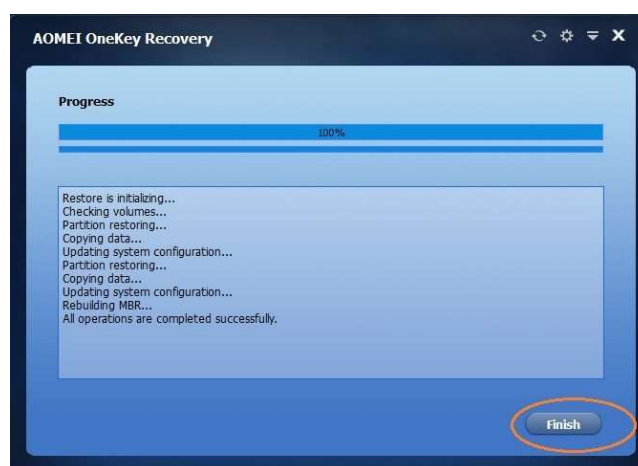 AOMEI OneKey Recovery
Progress
100%
Restore is initializing...
Checking volumes...
Partition restoring...
Copying data...
Updating system configuration...
Partition restoring...
Copying data...
Updating system configuration...
Rebuilding MBR...
All operations are completed successfully.
Finish